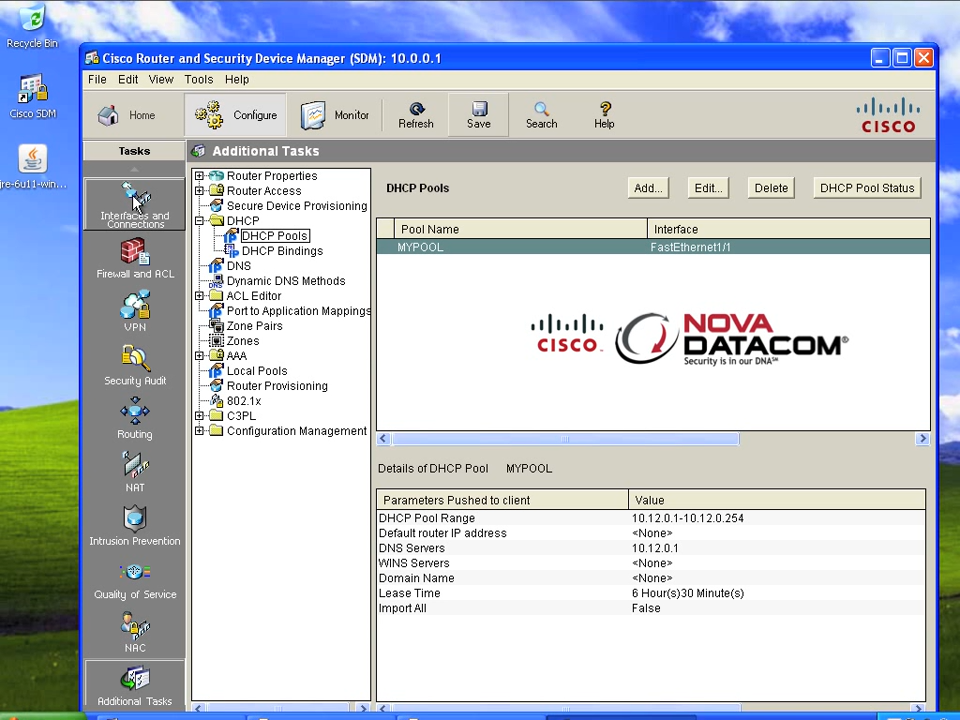 Recycle Bin
Cisco SDM
jre-6u11-win...
Cisco Router and Security Device Manager (SDM): 10.0.0.1
File Edit View Tools Help
Home Configure Monitor Refresh Save Search Help
CISCO
Tasks
Interfaces and
Connections
Firewall and ACL
VPN
Security Audit
Routing
NAT
Intrusion Prevention
Quality of Service
NAC
Additional Tasks
Additional Tasks
Router Properties
Router Access
Secure Device Provisioning
DHCP
DHCP Pools
DHCP Bindings
DNS
Dynamic DNS Methods
ACL Editor
Port to Application Mappings
Zone Pairs
Zones
AAA
Local Pools
Router Provisioning
802.1x
C3PL
Configuration Management
DHCP Pools
Add... Edit... Delete DHCP Pool Status
Pool Name Interface
MYPOOL FastEthernet1/1
CISCO.
NOVA
DATACOM®
Security is in our DNA℠
Details of DHCP Pool MYPOOL
Parameters Pushed to client Value
DHCP Pool Range 10.12.0.1-10.12.0.254
Default router IP address <None>
DNS Servers 10.12.0.1
WINS Servers <None>
Domain Name <None>
Lease Time 6 Hour(s)30 Minute(s)
Import All False